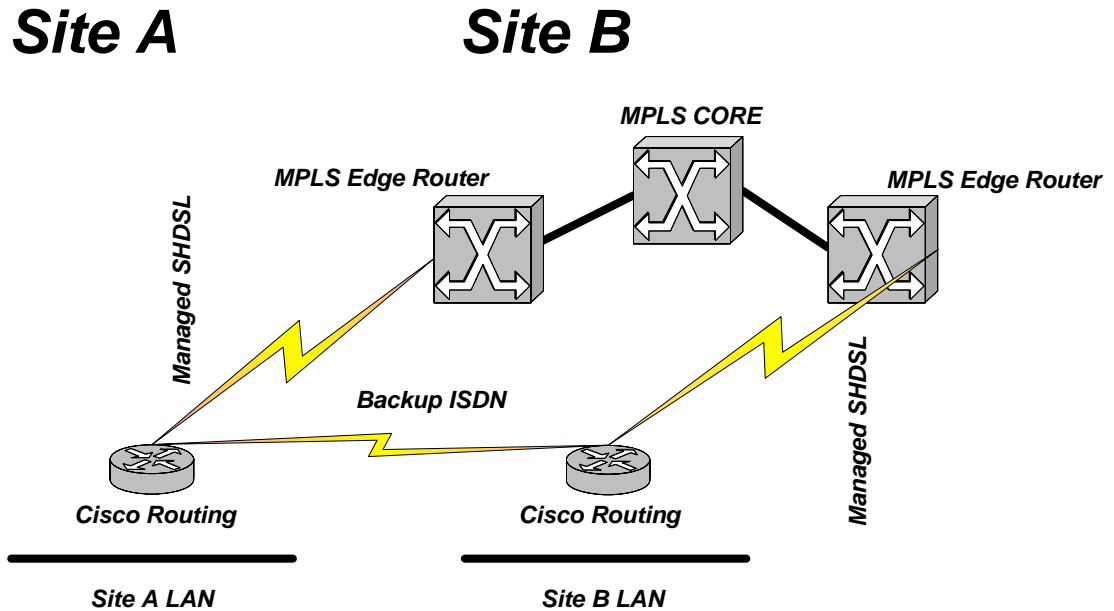 Site A
Site B
MPLS CORE
MPLS Edge Router
MPLS Edge Router
Managed SHDSL
Managed SHDSL
Backup ISDN
Cisco Routing
Cisco Routing
Site A LAN
Site B LAN